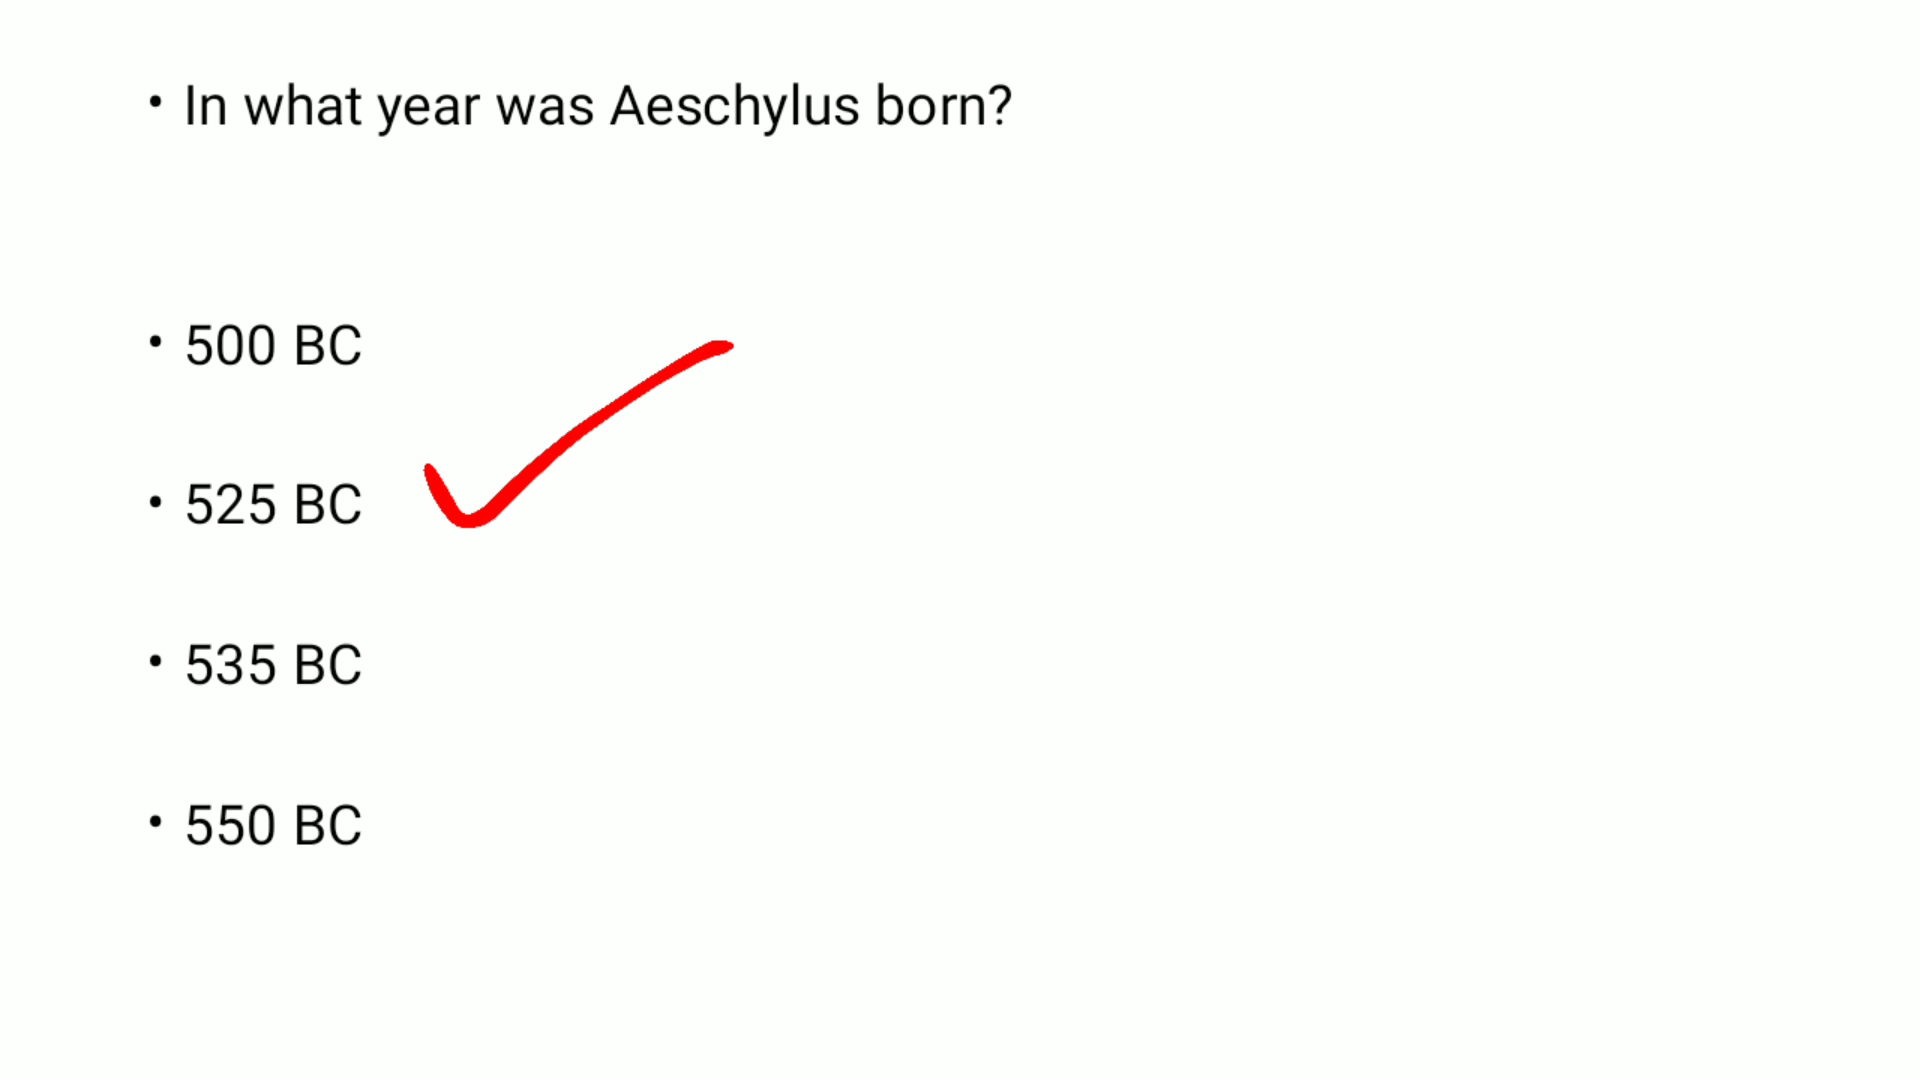 • In what year was Aeschylus born?
• 500 BC
• 525 BC
• 535 BC
• 550 BC